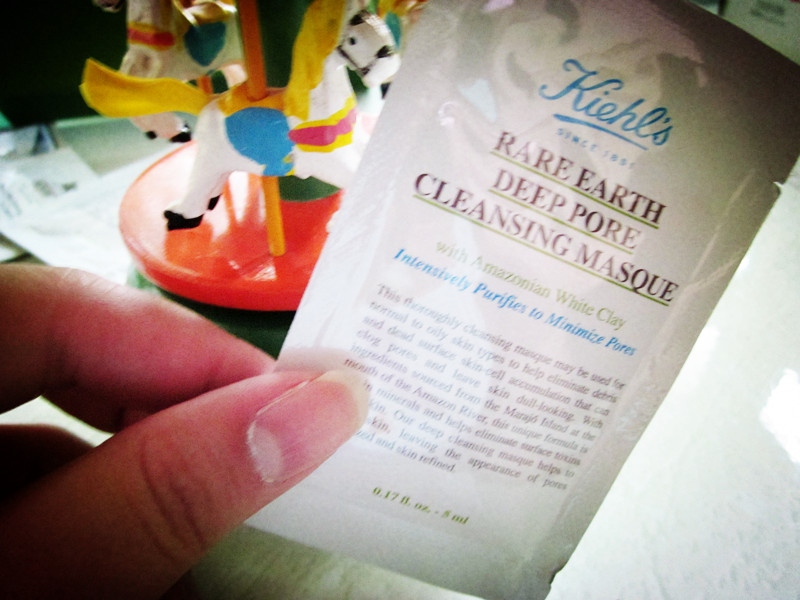 Kiehl's
SINCE 1851
RARE EARTH
DEEP PORE
CLEANSING MASQUE
with Amazonian White Clay
Intensively Purifies to Minimize Pores
This thoroughly cleansing masque may be used for
normal to oily skin types to help eliminate debris
and dead surface skin-cell accumulation that can
clog pores and leave skin dull-looking. With
ingredients sourced from the Marajó Island at the
mouth of the Amazon River, this unique formula is
minerals and helps eliminate surface toxins
skin. Our deep cleansing masque helps to
skin, leaving the appearance of pores
and skin refined.
0.17 fl. oz. - 5 ml